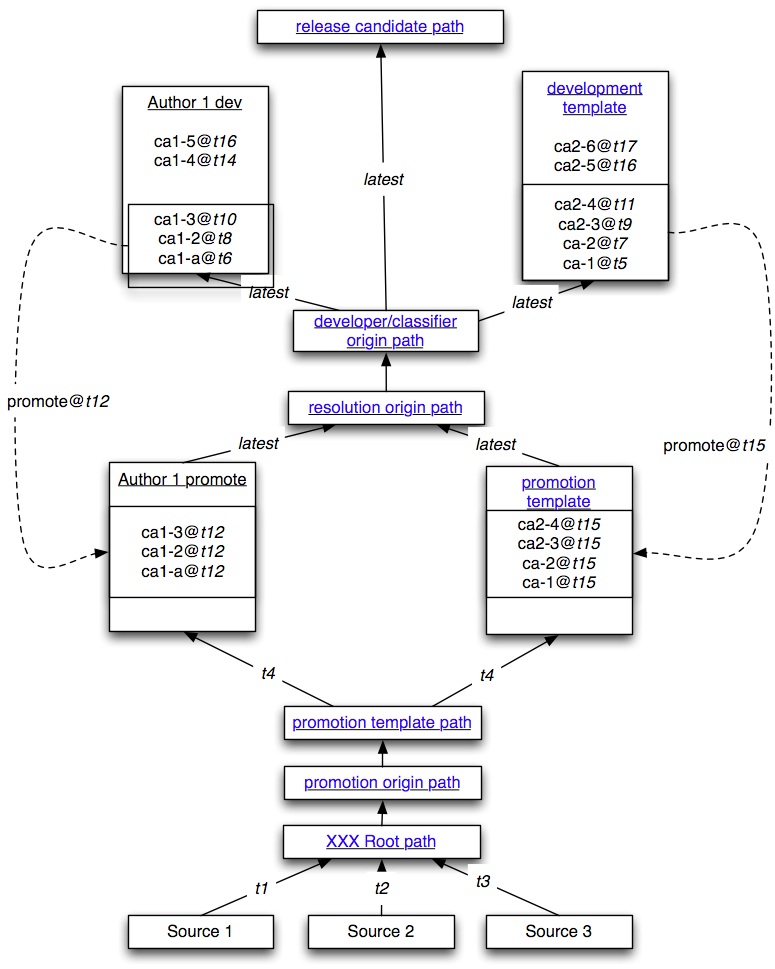 release candidate path
Author 1 dev
ca1-5@t16
ca1-4@t14
ca1-3@t10
ca1-2@t8
ca1-a@t6
development
template
ca2-6@t17
ca2-5@t16
ca2-4@t11
ca2-3@t9
ca-2@t7
ca-1@t5
latest
latest
latest
developer/classifier
origin path
resolution origin path
promote@t12
promote@t15
latest
latest
Author 1 promote
ca1-3@t12
ca1-2@t12
ca1-a@t12
promotion
template
ca2-4@t15
ca2-3@t15
ca-2@t15
ca-1@t15
t4
t4
promotion template path
promotion origin path
XXX Root path
t1
t2
t3
Source 1
Source 2
Source 3